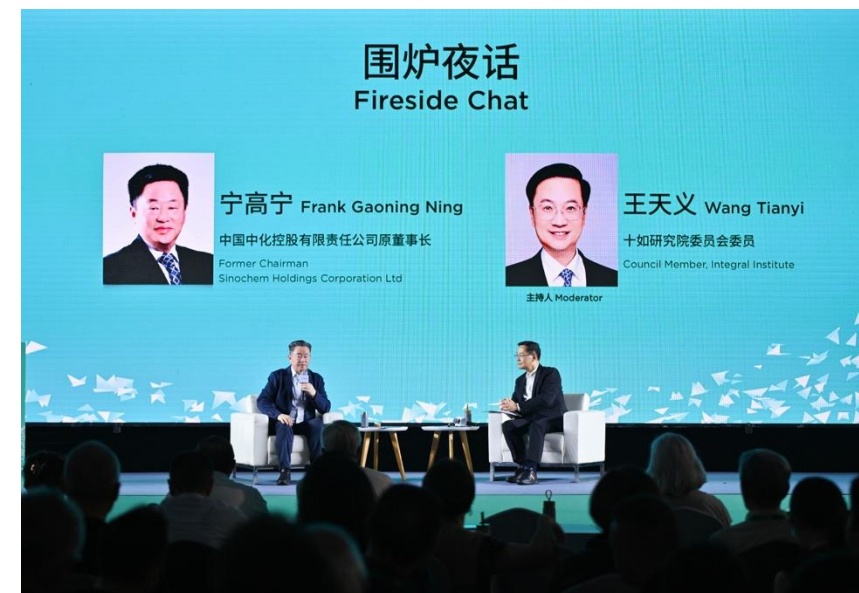 围炉夜话
Fireside Chat
宁高宁 Frank Gaoning Ning
中国中化控股有限责任公司原董事长
Former Chairman
Sinochem Holdings Corporation Ltd
王天义 Wang Tianyi
十如研究院委员会委员
Council Member, Integral Institute
主持人 Moderator